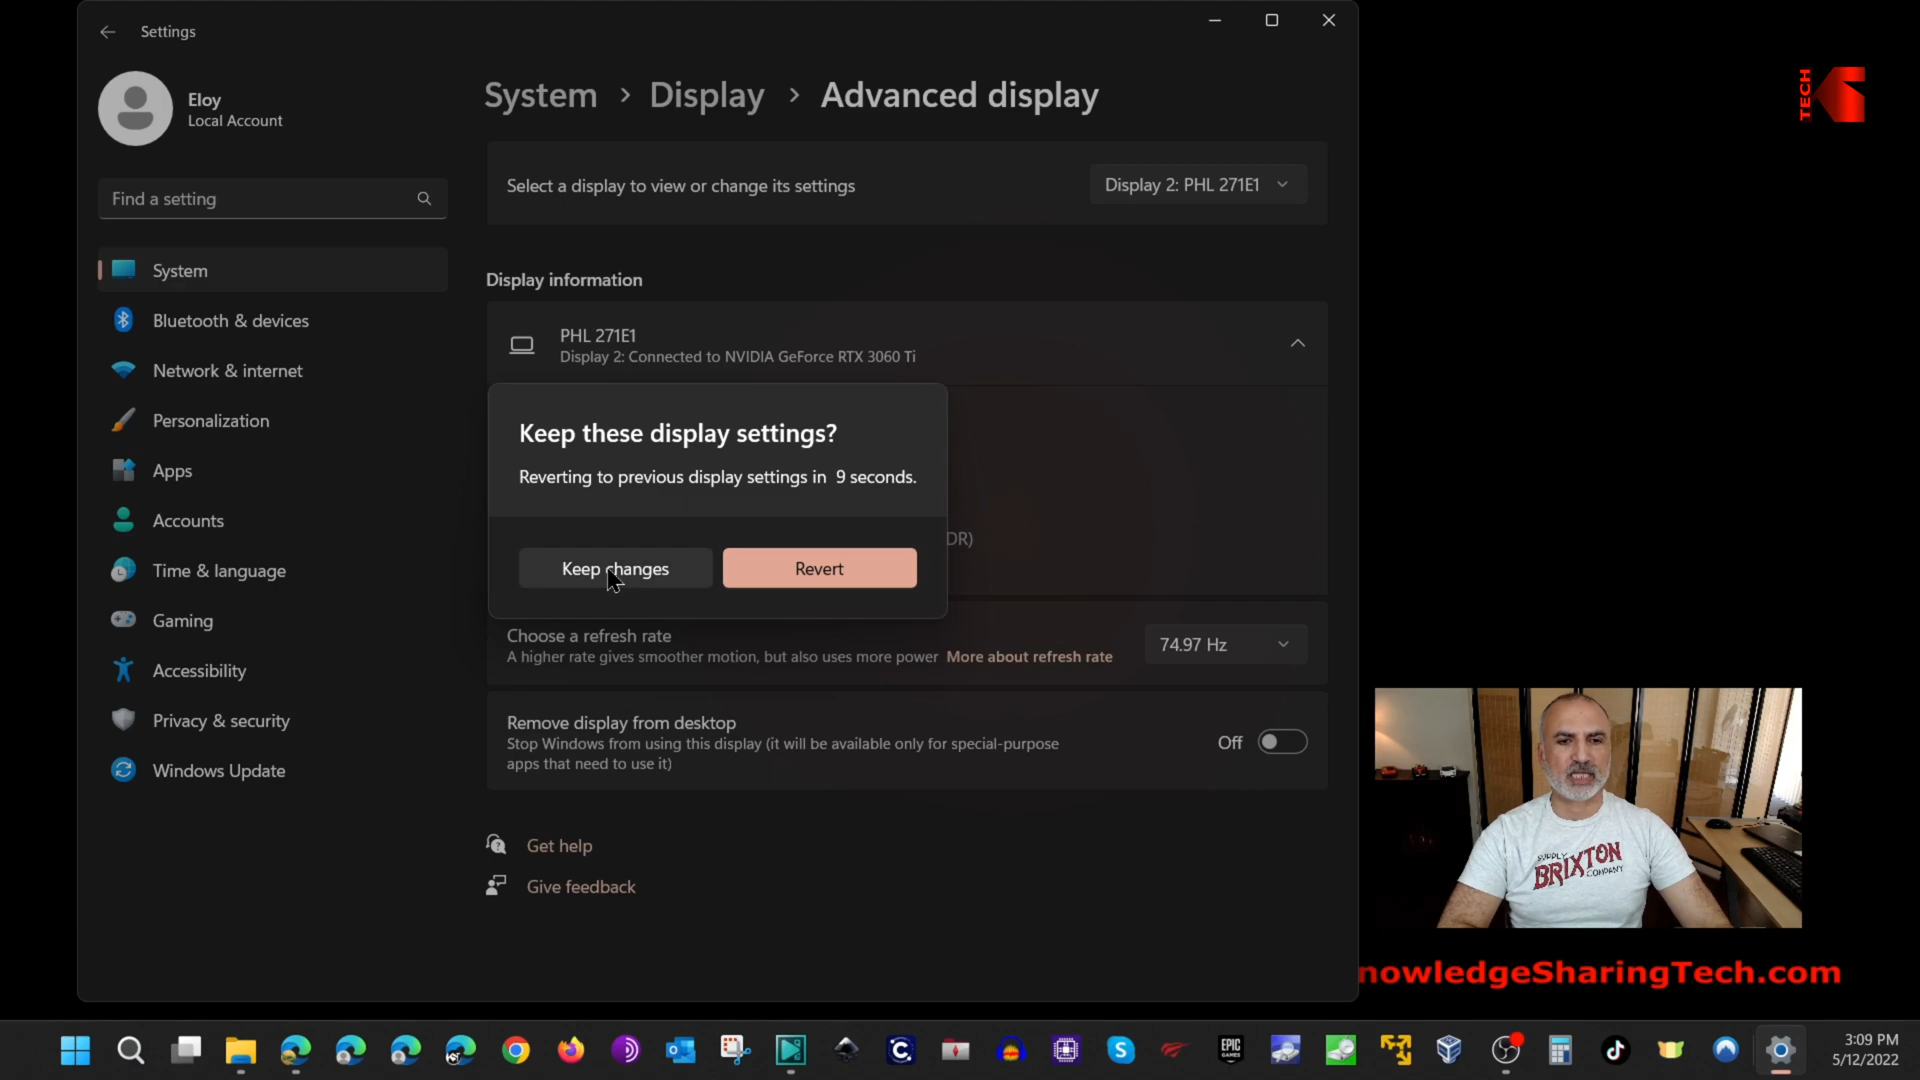 Settings
TECH
Eloy
Local Account
System > Display > Advanced display
Find a setting
Select a display to view or change its settings
Display 2: PHL 271E1
System
Bluetooth & devices
Network & internet
Personalization
Apps
Accounts
Time & language
Gaming
Accessibility
Privacy & security
Windows Update
Display information
PHL 271E1
Display 2: Connected to NVIDIA GeForce RTX 3060 Ti
Keep these display settings?
Reverting to previous display settings in 9 seconds.
DR)
Keep changes
Revert
Choose a refresh rate
A higher rate gives smoother motion, but also uses more power More about refresh rate
74.97 Hz
Remove display from desktop
Stop Windows from using this display (it will be available only for special-purpose
apps that need to use it)
Off
Get help
Give feedback
SUPPLY
BRIXTON
COMPANY
nowledgeSharingTech.com
EPIC
GAMES
3:09 PM
5/12/2022